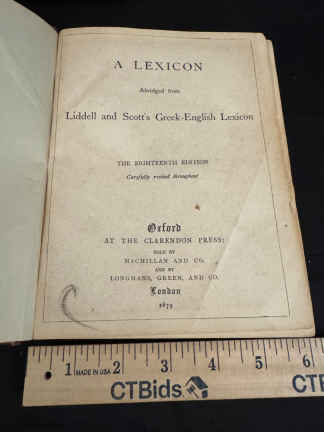 A LEXICON
Abridged from
Liddell and Scott's Greek-English Lexicon
THE EIGHTEENTH EDITION
Carefully revised throughout
Oxford
AT THE CLARENDON PRESS:
SOLD BY
MACMILLAN AND CO.
AND BY
LONGMANS, GREEN, AND CO.
London
1879
1 2 3 4 5 6
MADE IN USA
CTBids
CTB